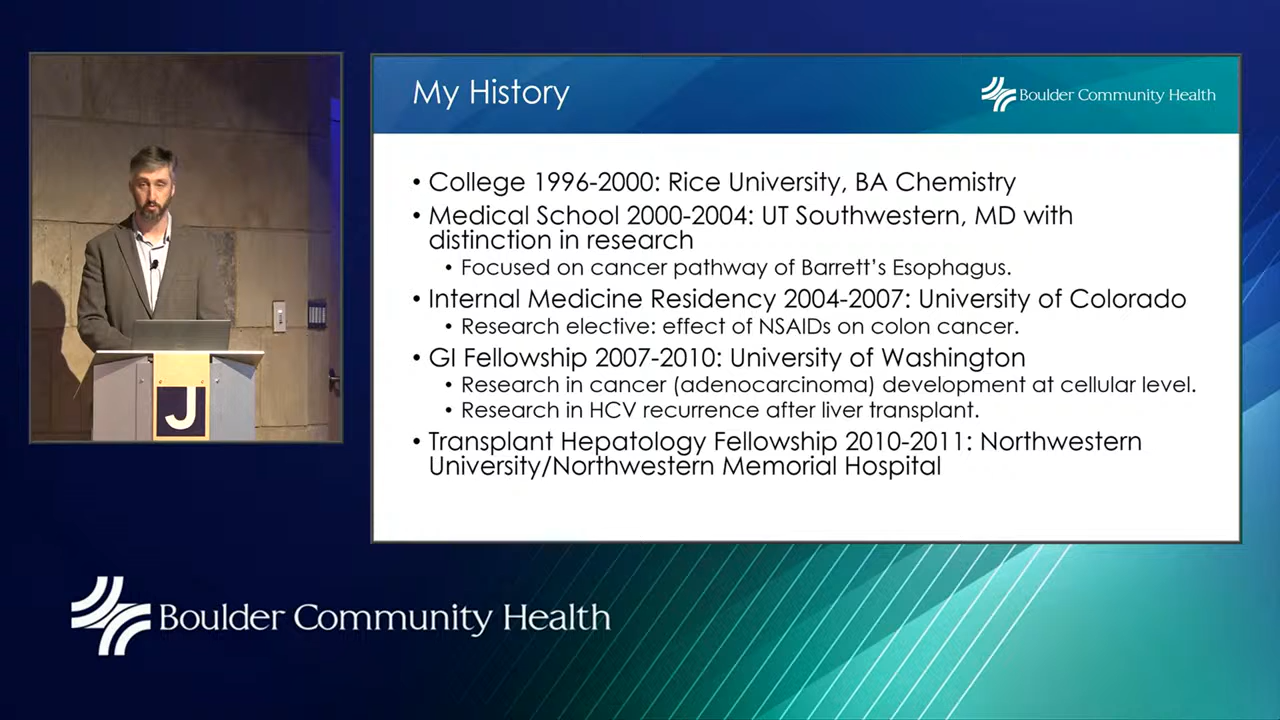 My History
Boulder Community Health
• College 1996-2000: Rice University, BA Chemistry
• Medical School 2000-2004: UT Southwestern, MD with
distinction in research
• Focused on cancer pathway of Barrett’s Esophagus.
• Internal Medicine Residency 2004-2007: University of Colorado
• Research elective: effect of NSAIDs on colon cancer.
• GI Fellowship 2007-2010: University of Washington
• Research in cancer (adenocarcinoma) development at cellular level.
• Research in HCV recurrence after liver transplant.
• Transplant Hepatology Fellowship 2010-2011: Northwestern
University/Northwestern Memorial Hospital
J
Boulder Community Health